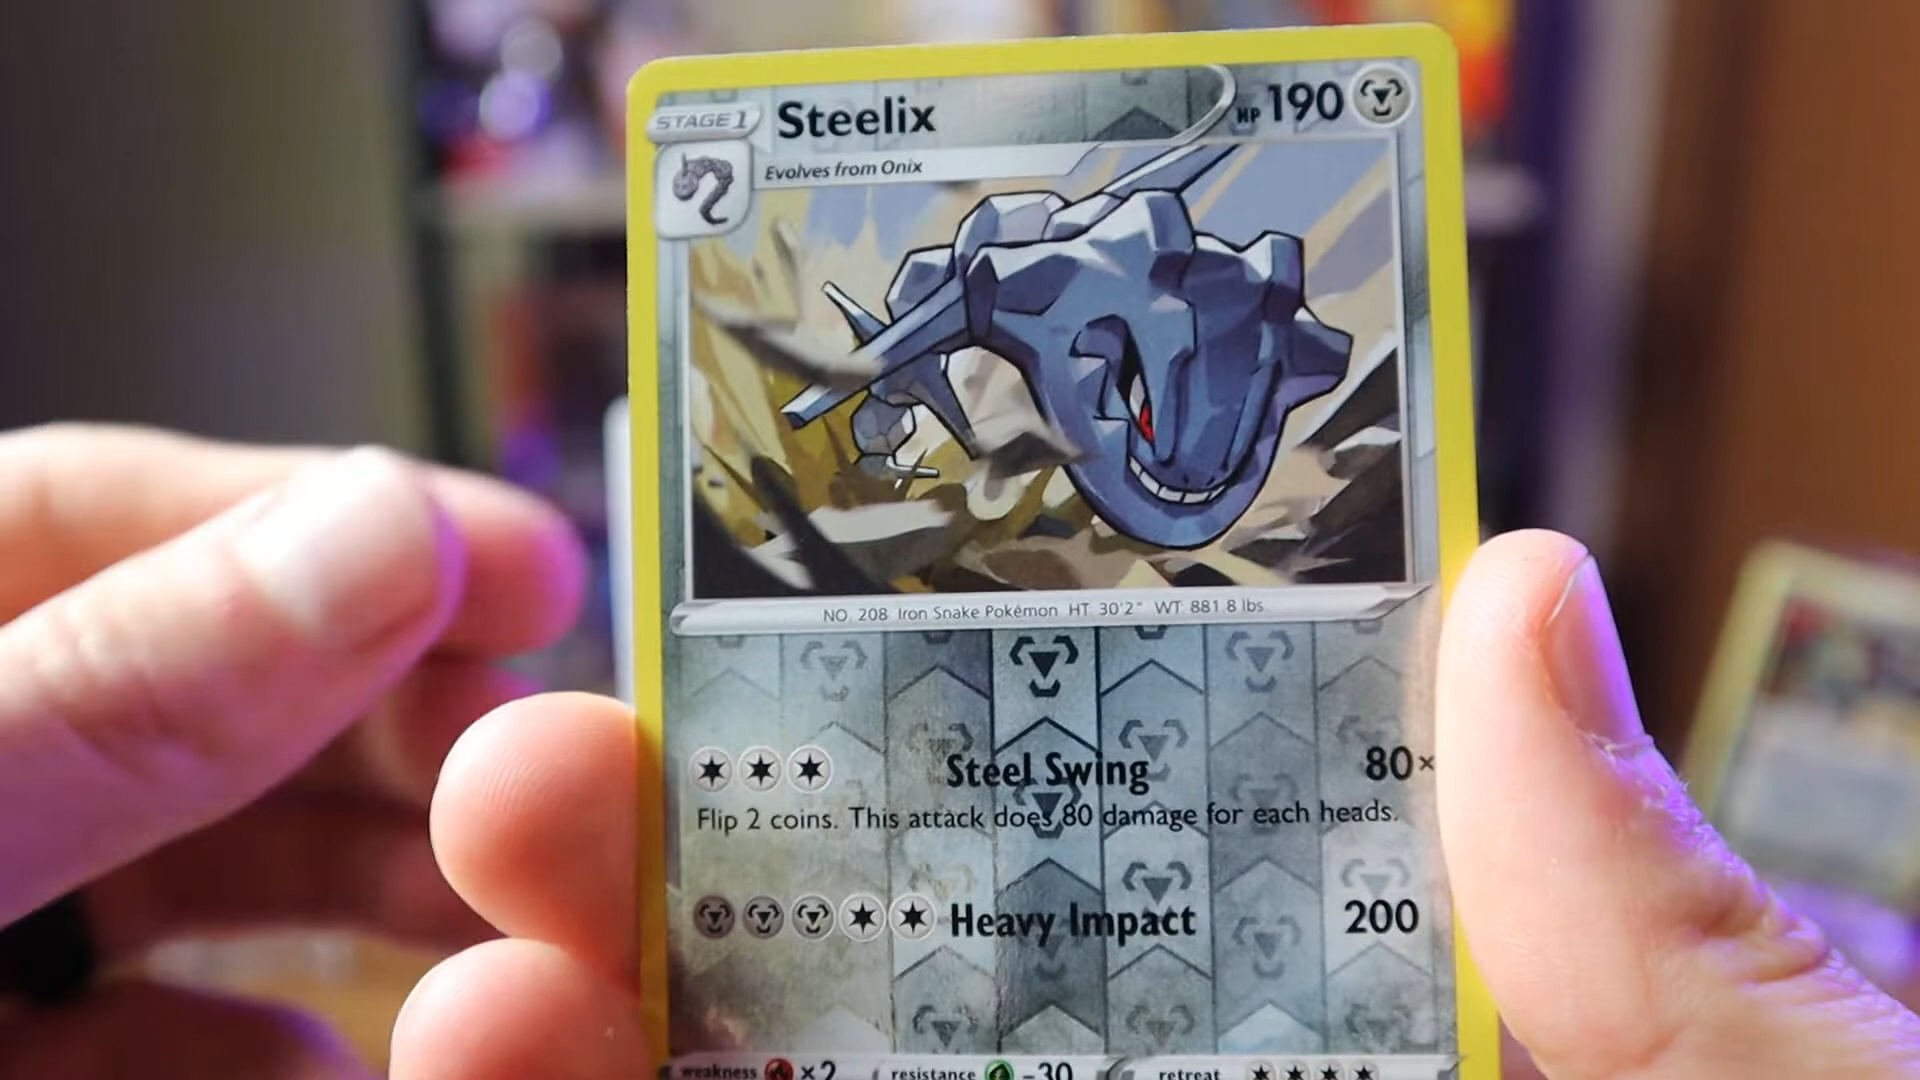 STAGE 1 Steelix HP 190
Evolves from Onix
NO. 208 Iron Snake Pokémon HT 30'2" WT 881.8 lbs
Steel Swing 80×
Flip 2 coins. This attack does 80 damage for each heads.
Heavy Impact 200
weakness ×2 resistance -30 retreat